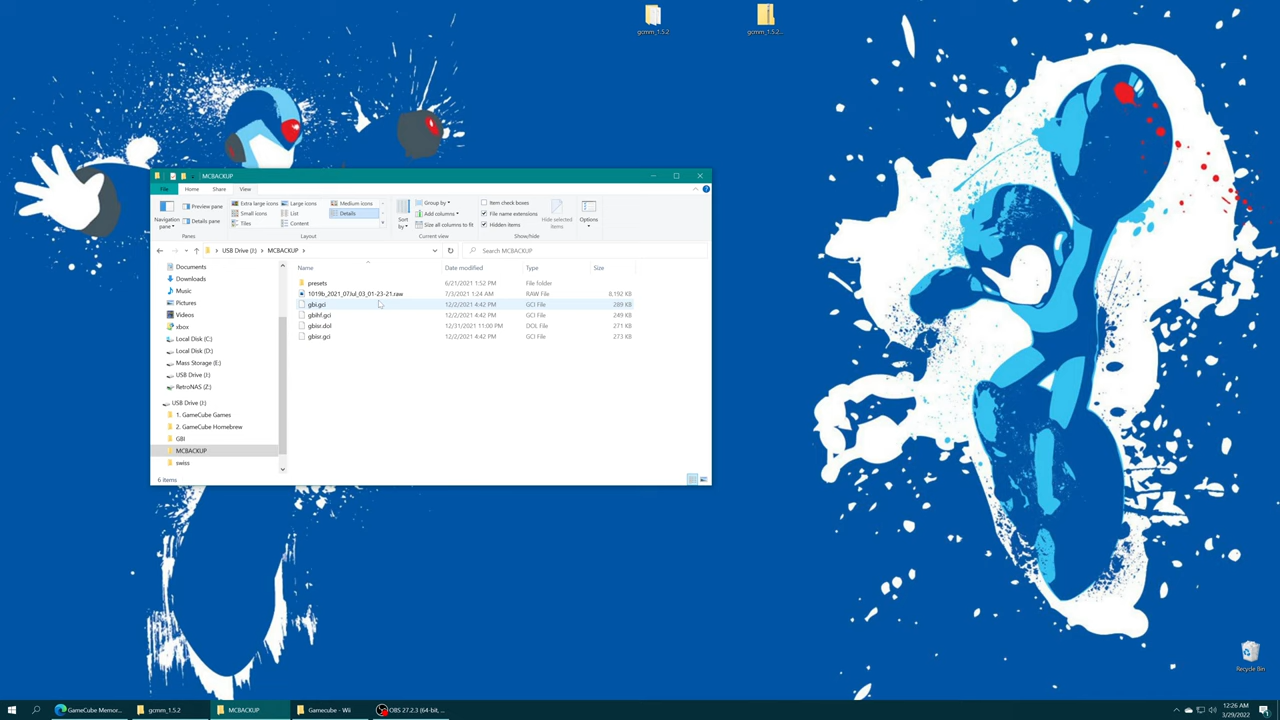 gcmm_1.5.2
gcmm_1.5.2...
MCBACKUP
File
Home
Share
View
Navigation pane
Preview pane
Details pane
Panes
Extra large icons
Large icons
Medium icons
Small icons
List
Details
Tiles
Content
Layout
Sort by
Group by
Add columns
Size all columns to fit
Current view
Item check boxes
File name extensions
Hidden items
Hide selected items
Show/hide
Options
USB Drive (J:)
MCBACKUP
Search MCBACKUP
Documents
Downloads
Music
Pictures
Videos
xbox
Local Disk (C:)
Local Disk (D:)
Mass Storage (E:)
USB Drive (J:)
RetroNAS (Z:)
USB Drive (J:)
1. GameCube Games
2. GameCube Homebrew
GBI
MCBACKUP
swiss
Name Date modified Type Size
presets 6/21/2021 1:52 PM File folder
1019b_2021_07Jul_03_01-23-21.raw 7/3/2021 1:24 AM RAW File 8,192 KB
gbi.gci 12/2/2021 4:42 PM GCI File 289 KB
gbihf.gci 12/2/2021 4:42 PM GCI File 249 KB
gbisr.dol 12/31/2021 11:00 PM DOL File 271 KB
gbisr.gci 12/2/2021 4:42 PM GCI File 273 KB
6 items
Recycle Bin
GameCube Memor...
gcmm_1.5.2
MCBACKUP
Gamecube - Wii
OBS 27.2.3 (64-bit, ...
12:26 AM
3/29/2022